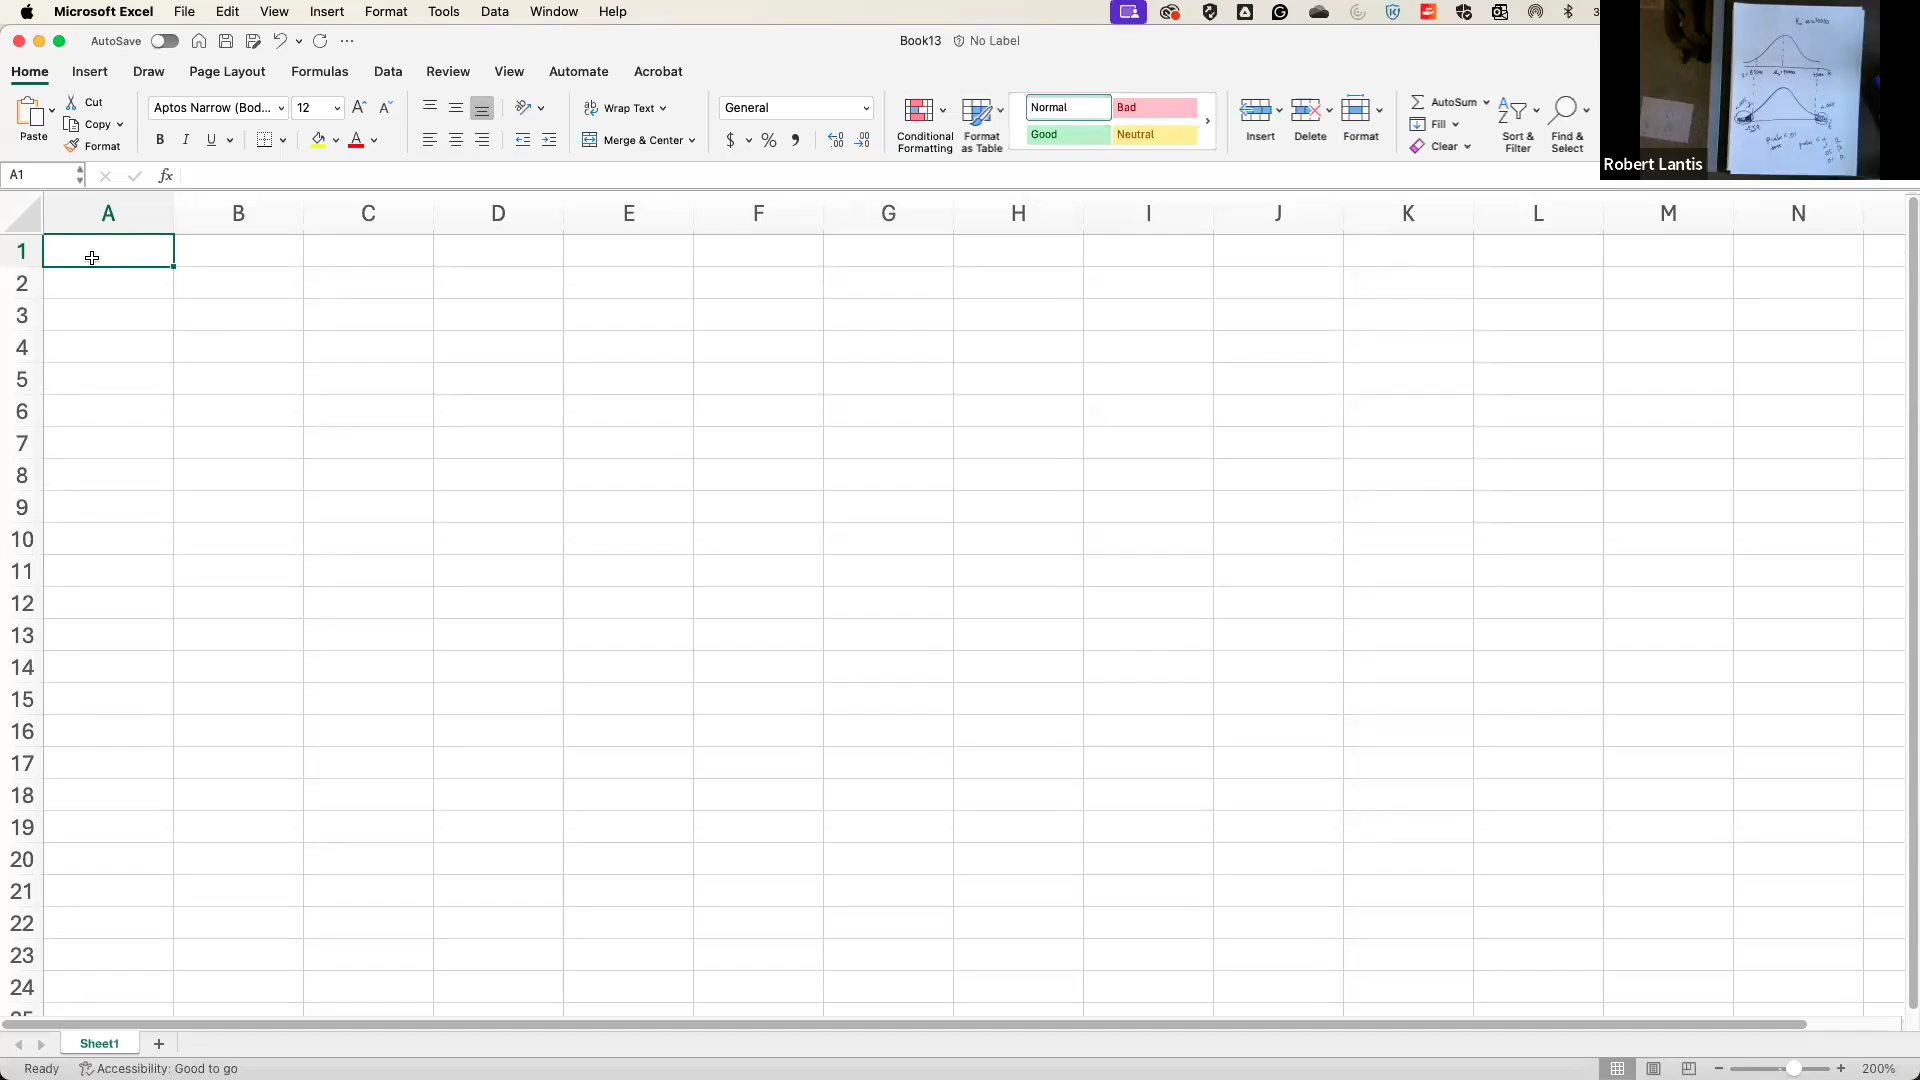 Microsoft Excel File Edit View Insert Format Tools Data Window Help
AutoSave
Book13 No Label
Home Insert Draw Page Layout Formulas Data Review View Automate Acrobat
Paste
Cut
Copy
Format
Aptos Narrow (Bod... 12
B I U
Wrap Text
Merge & Center
General
$ %
Conditional Formatting
Format as Table
Normal Bad
Good Neutral
Insert
Delete
Format
AutoSum
Fill
Clear
Sort & Filter
Find & Select
Robert Lantis
A1 fx
A B C D E F G H I J K L M N
1
2
3
4
5
6
7
8
9
10
11
12
13
14
15
16
17
18
19
20
21
22
23
24
Sheet1 +
Ready Accessibility: Good to go 200%